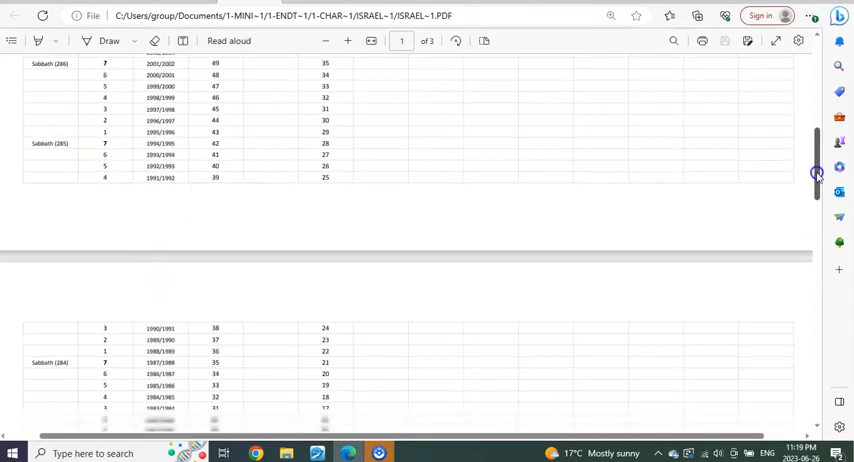 File C:/Users/group/Documents/1-MINI~1/1-ENDT~1/1-CHAR~1/ISRAEL~1/ISRAEL~1.PDF Sign in
Draw Read aloud 1 of 3
Sabbath (286) 7 2001/2002 49 35
6 2000/2001 48 34
5 1999/2000 47 33
4 1998/1999 46 32
3 1997/1998 45 31
2 1996/1997 44 30
1 1995/1996 43 29
Sabbath (285) 7 1994/1995 42 28
6 1993/1994 41 27
5 1992/1993 40 26
4 1991/1992 39 25
3 1990/1991 38 24
2 1989/1990 37 23
1 1988/1989 36 22
Sabbath (284) 7 1987/1988 35 21
6 1986/1987 34 20
5 1985/1986 33 19
4 1984/1985 32 18
3 1983/1984 31 17
Type here to search 17°C Mostly sunny ENG 11:19 PM
2023-06-26